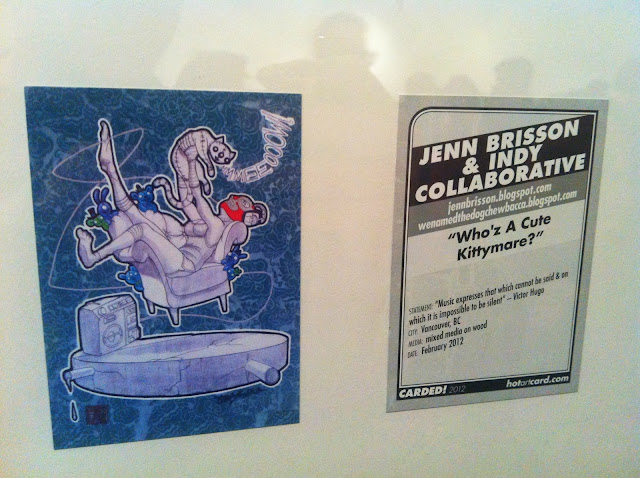 JENN BRISSON
& INDY
COLLABORATIVE
jennbrisson.blogspot.com
wenamedthedogchewbacca.blogspot.com
"Who'z A Cute
Kittymare?"
STATEMENT: "Music expresses that which cannot be said & on
which it is impossible to be silent" – Victor Hugo
CITY: Vancouver, BC
MEDIA: mixed media on wood
DATE: February 2012
CARDED! 2012
hotartcard.com